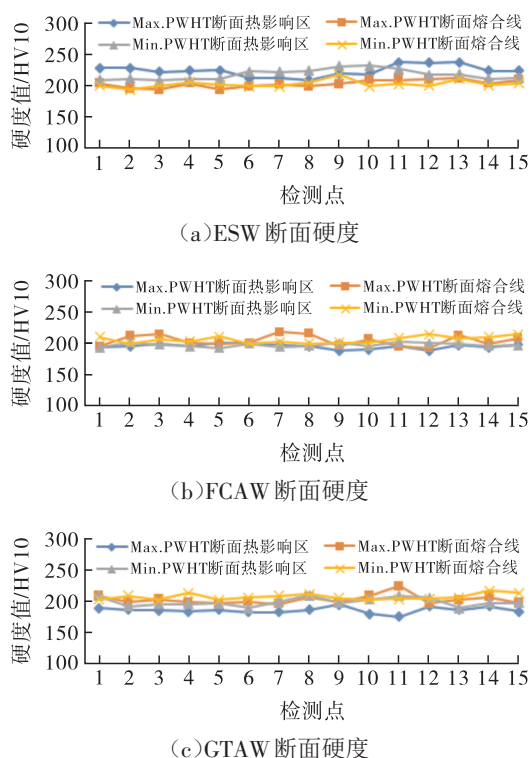 Max.PWHT断面热影响区 Max.PWHT断面熔合线
Min.PWHT断面热影响区 Min.PWHT断面熔合线
硬度值/HV10
300
250
200
150
100
1 2 3 4 5 6 7 8 9 10 11 12 13 14 15
检测点
(a)ESW断面硬度
Max.PWHT断面热影响区 Max.PWHT断面熔合线
Min.PWHT断面热影响区 Min.PWHT断面熔合线
硬度值/HV10
300
250
200
150
100
1 2 3 4 5 6 7 8 9 10 11 12 13 14 15
检测点
(b)FCAW断面硬度
Max.PWHT断面热影响区 Max.PWHT断面熔合线
Min.PWHT断面热影响区 Min.PWHT断面熔合线
硬度值/HV10
300
250
200
150
100
1 2 3 4 5 6 7 8 9 10 11 12 13 14 15
检测点
(c)GTAW断面硬度